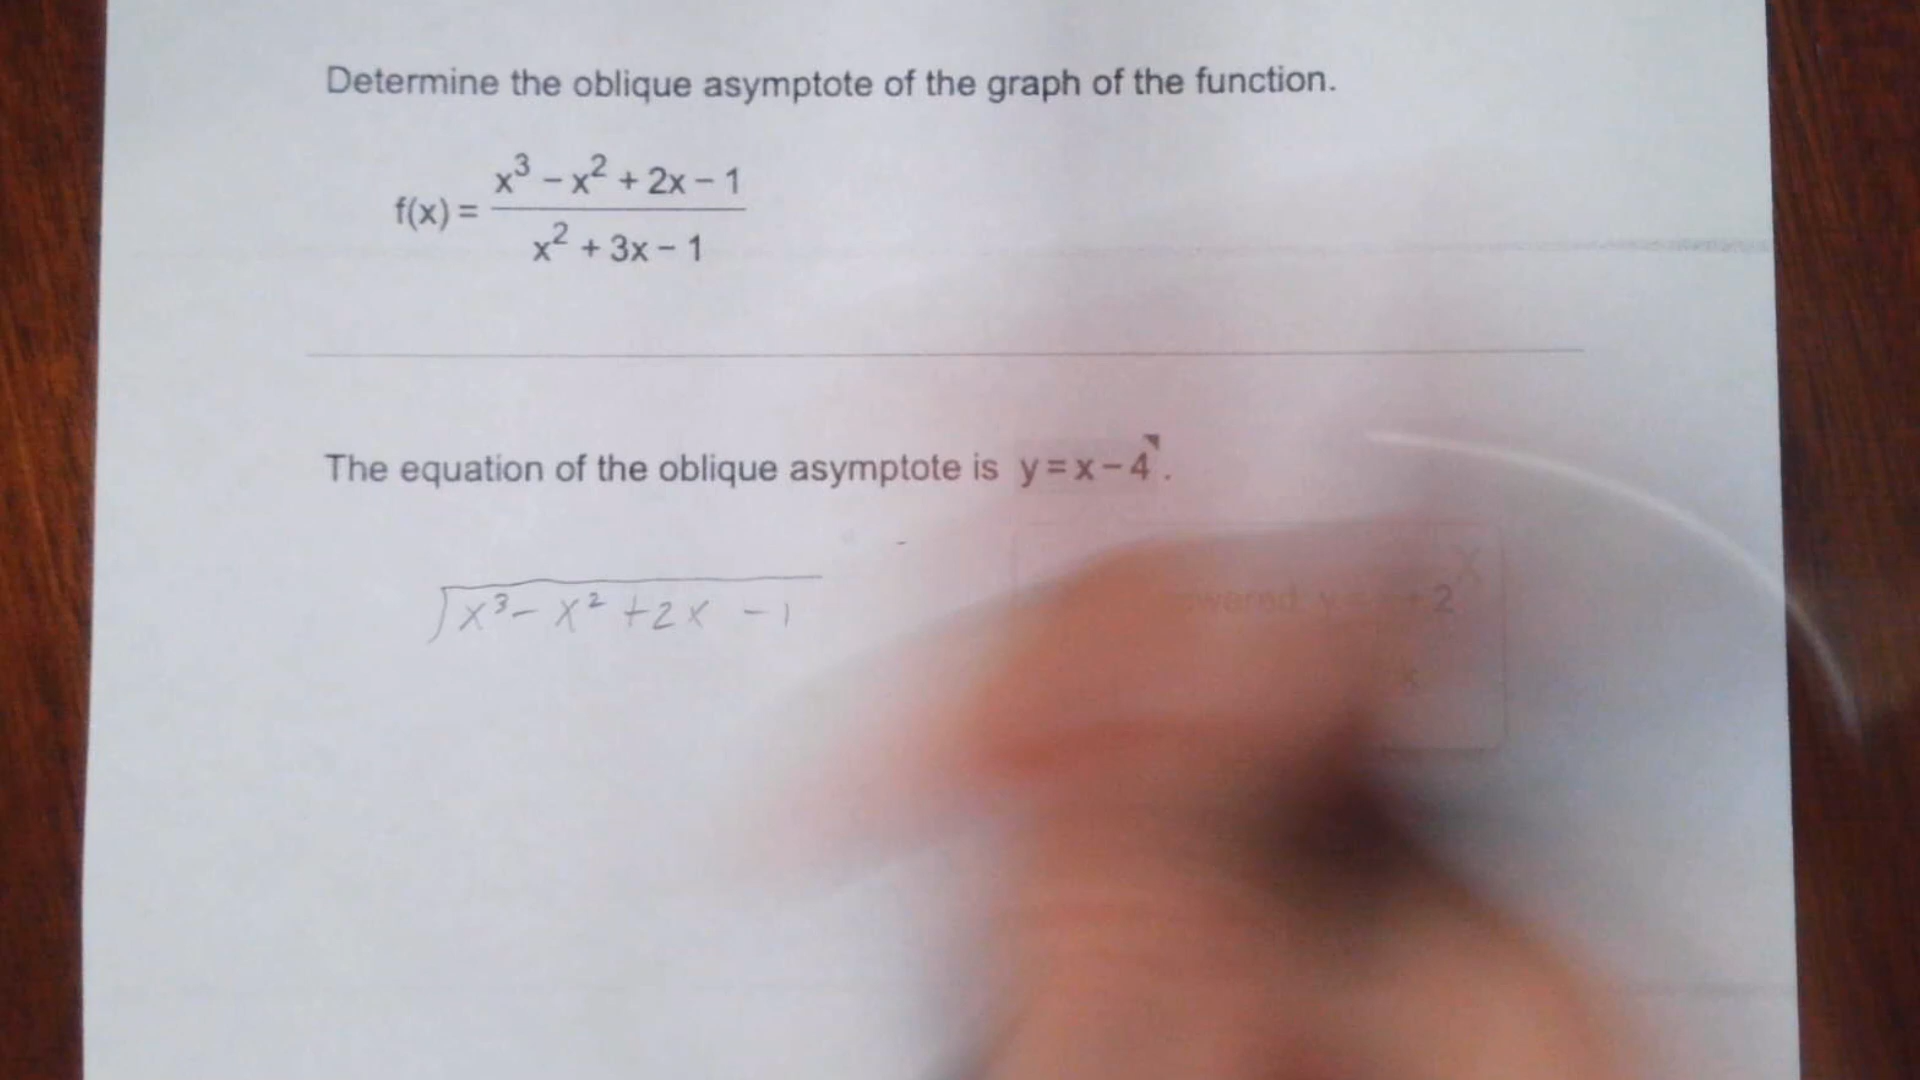 Determine the oblique asymptote of the graph of the function.
f(x) = (x³ − x² + 2x − 1) / (x² + 3x − 1)
The equation of the oblique asymptote is y = x − 4.
x³ − x² + 2x − 1
2